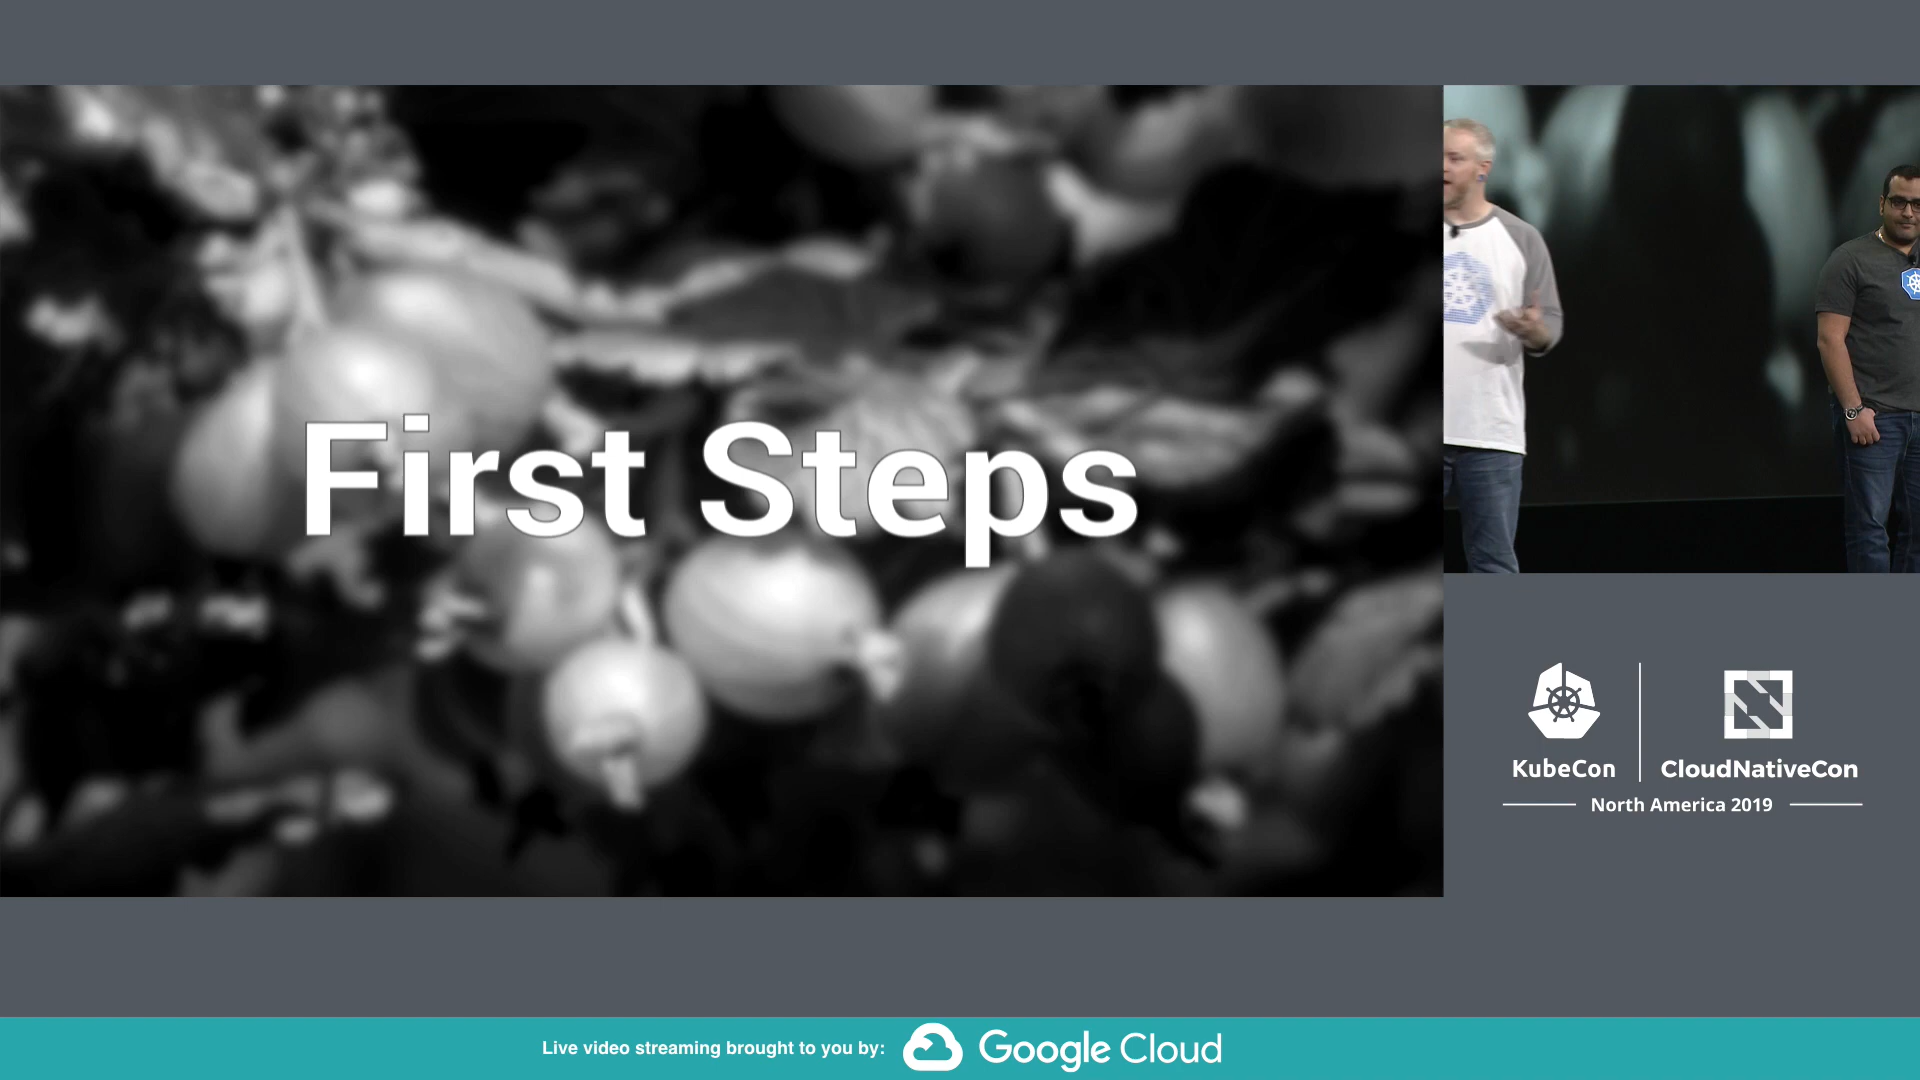 First Steps
KubeCon
CloudNativeCon
North America 2019
Live video streaming brought to you by:
Google Cloud